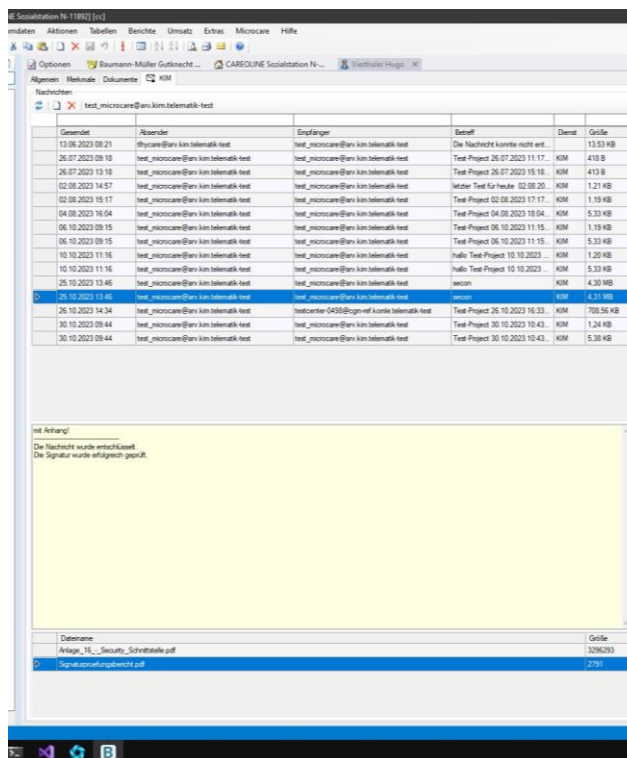 NE Sozialstation N-11892] [cc]
mdaten Aktionen Tabellen Berichte Umsatz Extras Microcare Hilfe
Optionen Baumann-Müller Gutknecht ... CAREOLINE Sozialstation N-... Vierthaler Hugo
Allgemein Merkmale Dokumente KIM
Nachrichten
test_microcare@arv.kim.telematik-test
Gesendet Absender Empfänger Betreff Dienst Größe
13.06.2023 08:21 tlhycare@arv.kim.telematik-test test_microcare@arv.kim.telematik-test Die Nachricht konnte nicht ent... 13,53 KB
26.07.2023 09:18 test_microcare@arv.kim.telematik-test test_microcare@arv.kim.telematik-test Test-Project 26.07.2023 11:17... KIM 418 B
26.07.2023 13:18 test_microcare@arv.kim.telematik-test test_microcare@arv.kim.telematik-test Test-Project 26.07.2023 15:18... KIM 413 B
02.08.2023 14:57 test_microcare@arv.kim.telematik-test test_microcare@arv.kim.telematik-test letzter Test für heute 02.08.20... KIM 1,21 KB
02.08.2023 15:17 test_microcare@arv.kim.telematik-test test_microcare@arv.kim.telematik-test Test-Project 02.08.2023 17:17... KIM 1,19 KB
04.08.2023 16:04 test_microcare@arv.kim.telematik-test test_microcare@arv.kim.telematik-test Test-Project 04.08.2023 18:04... KIM 5,33 KB
06.10.2023 09:15 test_microcare@arv.kim.telematik-test test_microcare@arv.kim.telematik-test Test-Project 06.10.2023 11:15... KIM 1,19 KB
06.10.2023 09:15 test_microcare@arv.kim.telematik-test test_microcare@arv.kim.telematik-test Test-Project 06.10.2023 11:15... KIM 5,33 KB
10.10.2023 11:16 test_microcare@arv.kim.telematik-test test_microcare@arv.kim.telematik-test hallo Test-Project 10.10.2023 ... KIM 1,20 KB
10.10.2023 11:16 test_microcare@arv.kim.telematik-test test_microcare@arv.kim.telematik-test hallo Test-Project 10.10.2023 ... KIM 5,33 KB
25.10.2023 13:46 test_microcare@arv.kim.telematik-test test_microcare@arv.kim.telematik-test secon KIM 4,30 MB
25.10.2023 13:46 test_microcare@arv.kim.telematik-test test_microcare@arv.kim.telematik-test secon KIM 4,31 MB
26.10.2023 14:34 test_microcare@arv.kim.telematik-test testcenter-0498@cgm-ref.komle.telematik-test Test-Project 26.10.2023 16:33... KIM 708,56 KB
30.10.2023 09:44 test_microcare@arv.kim.telematik-test test_microcare@arv.kim.telematik-test Test-Project 30.10.2023 10:43... KIM 1,24 KB
30.10.2023 09:44 test_microcare@arv.kim.telematik-test test_microcare@arv.kim.telematik-test Test-Project 30.10.2023 10:43... KIM 5,38 KB
mit Anhang!
Die Nachricht wurde entschlüsselt.
Die Signatur wurde erfolgreich geprüft.
Dateiname Größe
Anlage_16_-_Security_Schnittstelle.pdf 3296293
Signaturpruefungsbericht.pdf 2791